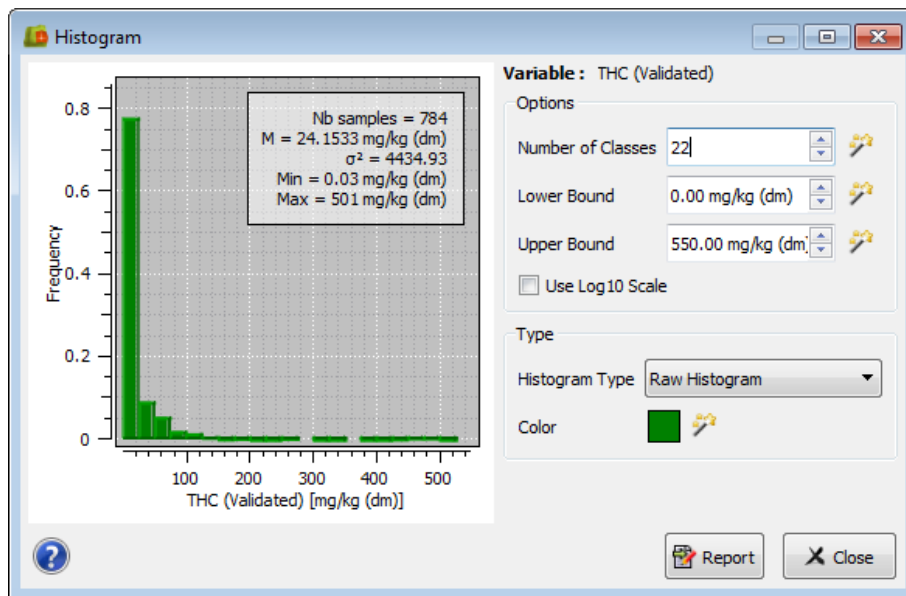 Histogram
Nb samples = 784
M = 24.1533 mg/kg (dm)
σ² = 4434.93
Min = 0.03 mg/kg (dm)
Max = 501 mg/kg (dm)
Frequency
0.8
0.6
0.4
0.2
0
100 200 300 400 500
THC (Validated) [mg/kg (dm)]
Variable : THC (Validated)
Options
Number of Classes 22
Lower Bound 0.00 mg/kg (dm)
Upper Bound 550.00 mg/kg (dm)
Use Log10 Scale
Type
Histogram Type Raw Histogram
Color
? Report Close